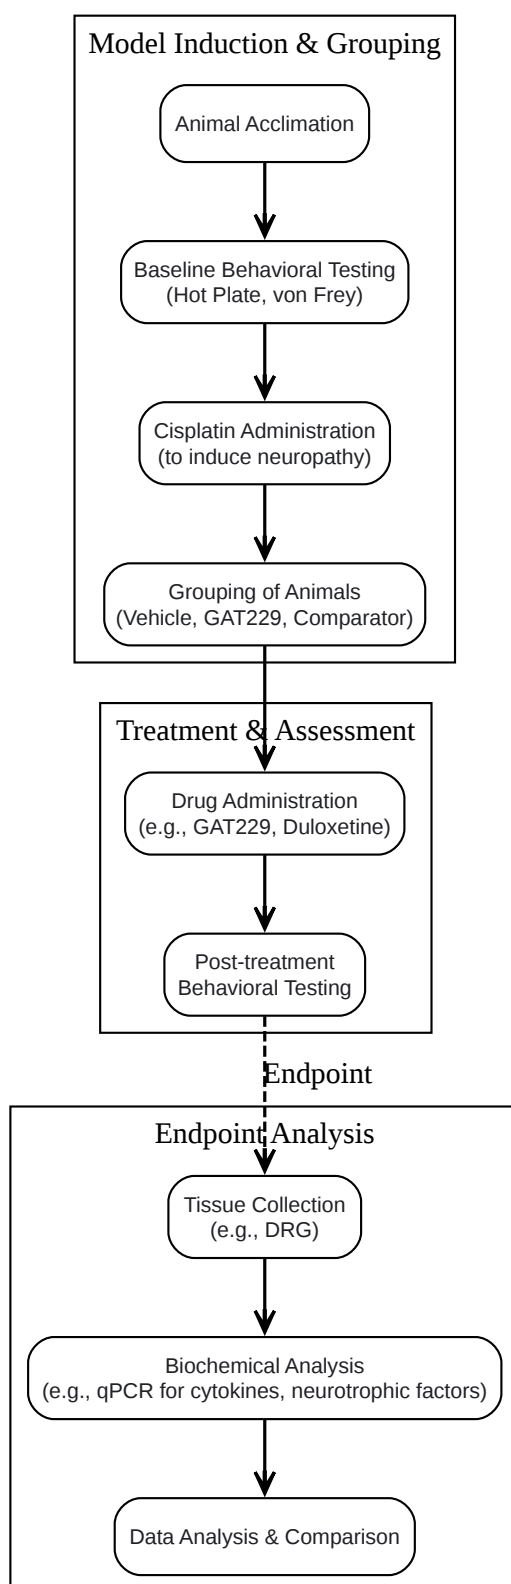 Model Induction & Grouping
Animal Acclimation
Baseline Behavioral Testing
(Hot Plate, von Frey)
Cisplatin Administration
(to induce neuropathy)
Grouping of Animals
(Vehicle, GAT229, Comparator)
Treatment & Assessment
Drug Administration
(e.g., GAT229, Duloxetine)
Post-treatment
Behavioral Testing
Endpoint
Endpoint Analysis
Tissue Collection
(e.g., DRG)
Biochemical Analysis
(e.g., qPCR for cytokines, neurotrophic factors)
Data Analysis & Comparison